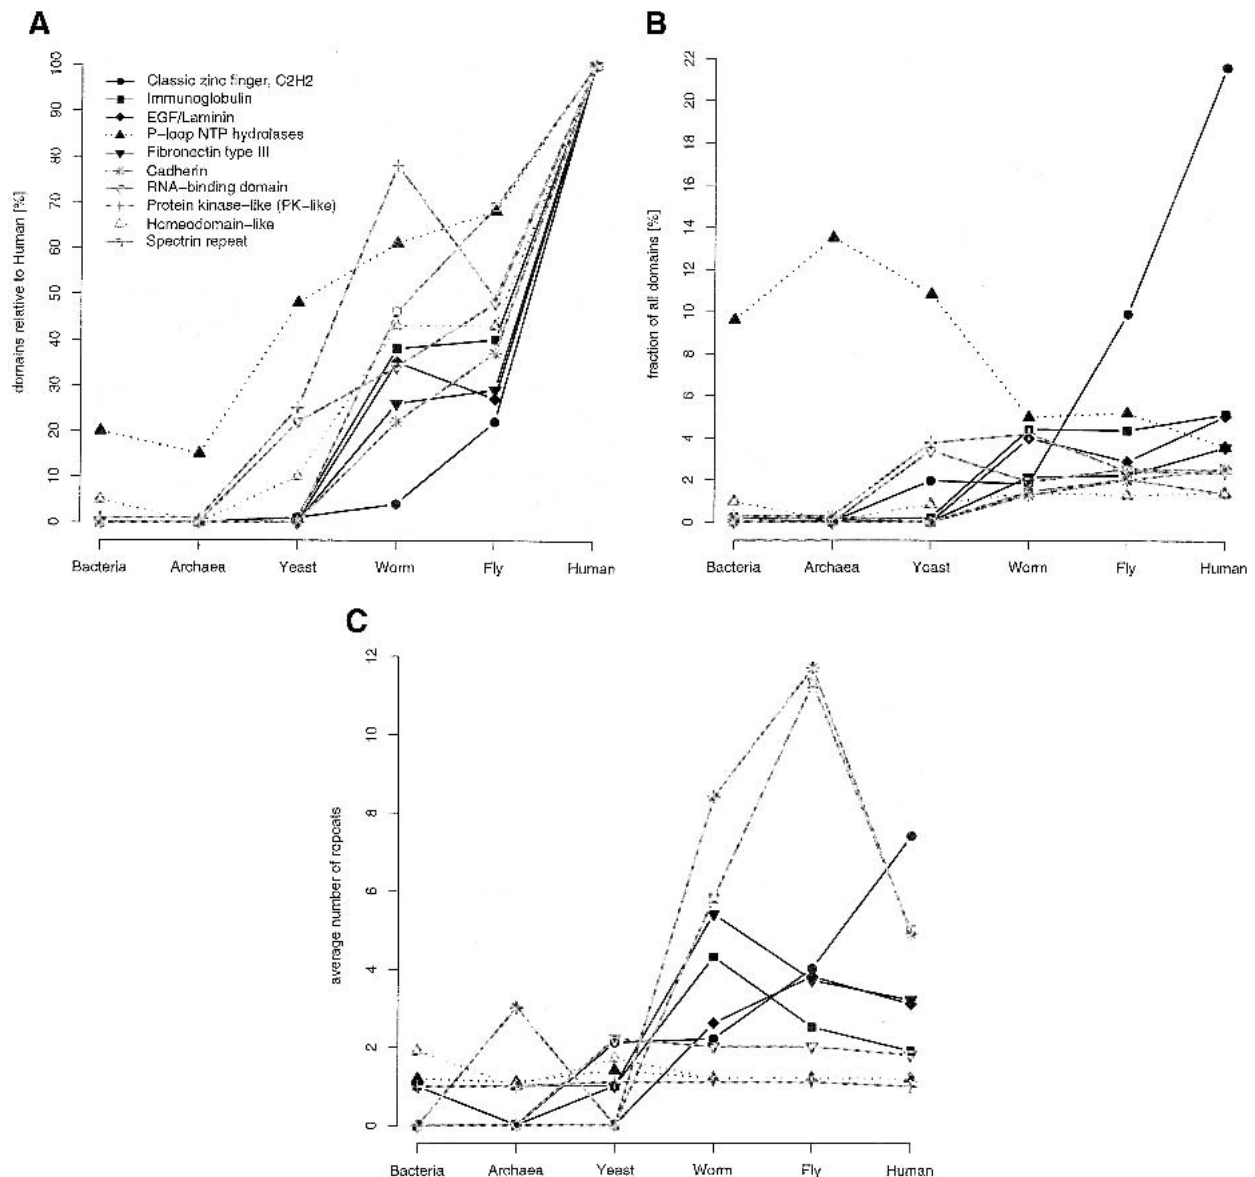 A
domains relative to Human [%]
100
90
80
70
60
50
40
30
20
10
0
Classic zinc finger, C2H2
Immunoglobulin
EGF/Laminin
P-loop NTP hydrolases
Fibronectin type III
Cadherin
RNA-binding domain
Protein kinase-like (PK-like)
Homeodomain-like
Spectrin repeat
Bacteria Archaea Yeast Worm Fly Human
B
fraction of all domains [%]
22
20
18
16
14
12
10
8
6
4
2
0
Bacteria Archaea Yeast Worm Fly Human
C
average number of repeats
12
10
8
6
4
2
0
Bacteria Archaea Yeast Worm Fly Human